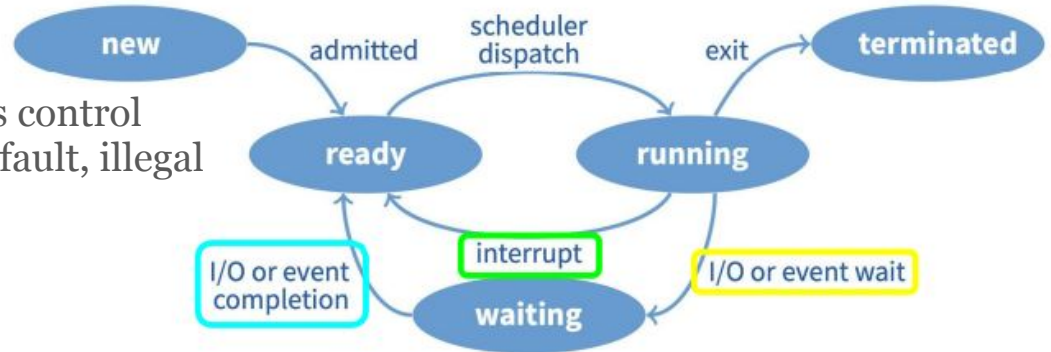 new
admitted
scheduler
dispatch
exit
terminated
s control
fault, illegal
ready
running
interrupt
I/O or event
completion
I/O or event wait
waiting